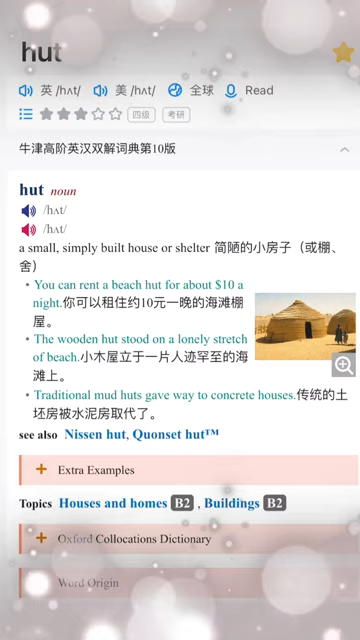 hut
英 /hʌt/ 美 /hʌt/ 全球 Read
四级 考研
牛津高阶英汉双解词典第10版
hut noun
/hʌt/
/hʌt/
a small, simply built house or shelter 简陋的小房子（或棚、
舍）
• You can rent a beach hut for about $10 a
night.你可以租住约10元一晚的海滩棚
屋。
• The wooden hut stood on a lonely stretch
of beach.小木屋立于一片人迹罕至的海
滩上。
• Traditional mud huts gave way to concrete houses.传统的土
坯房被水泥房取代了。
see also Nissen hut, Quonset hut™
+ Extra Examples
Topics Houses and homes B2 , Buildings B2
+ Oxford Collocations Dictionary
Word Origin